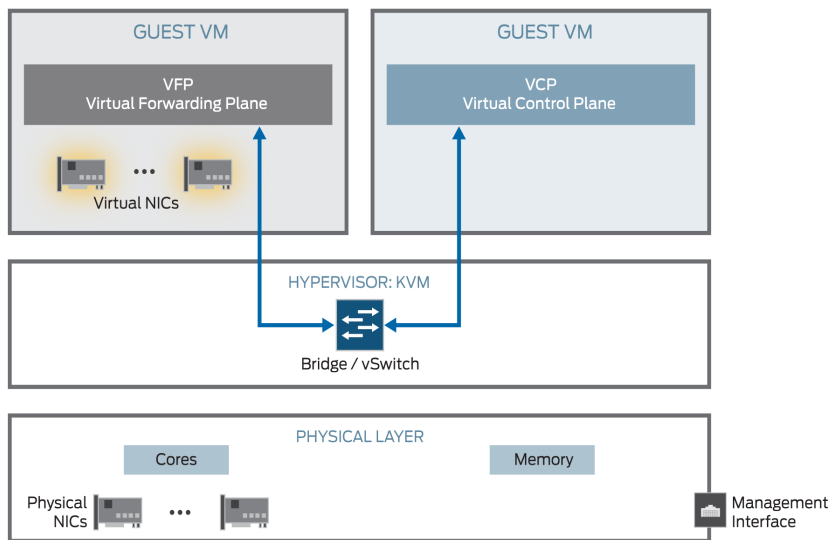 GUEST VM
VFP
Virtual Forwarding Plane
Virtual NICs
GUEST VM
VCP
Virtual Control Plane
HYPERVISOR: KVM
Bridge / vSwitch
PHYSICAL LAYER
Cores
Memory
Physical
NICs
Management
Interface